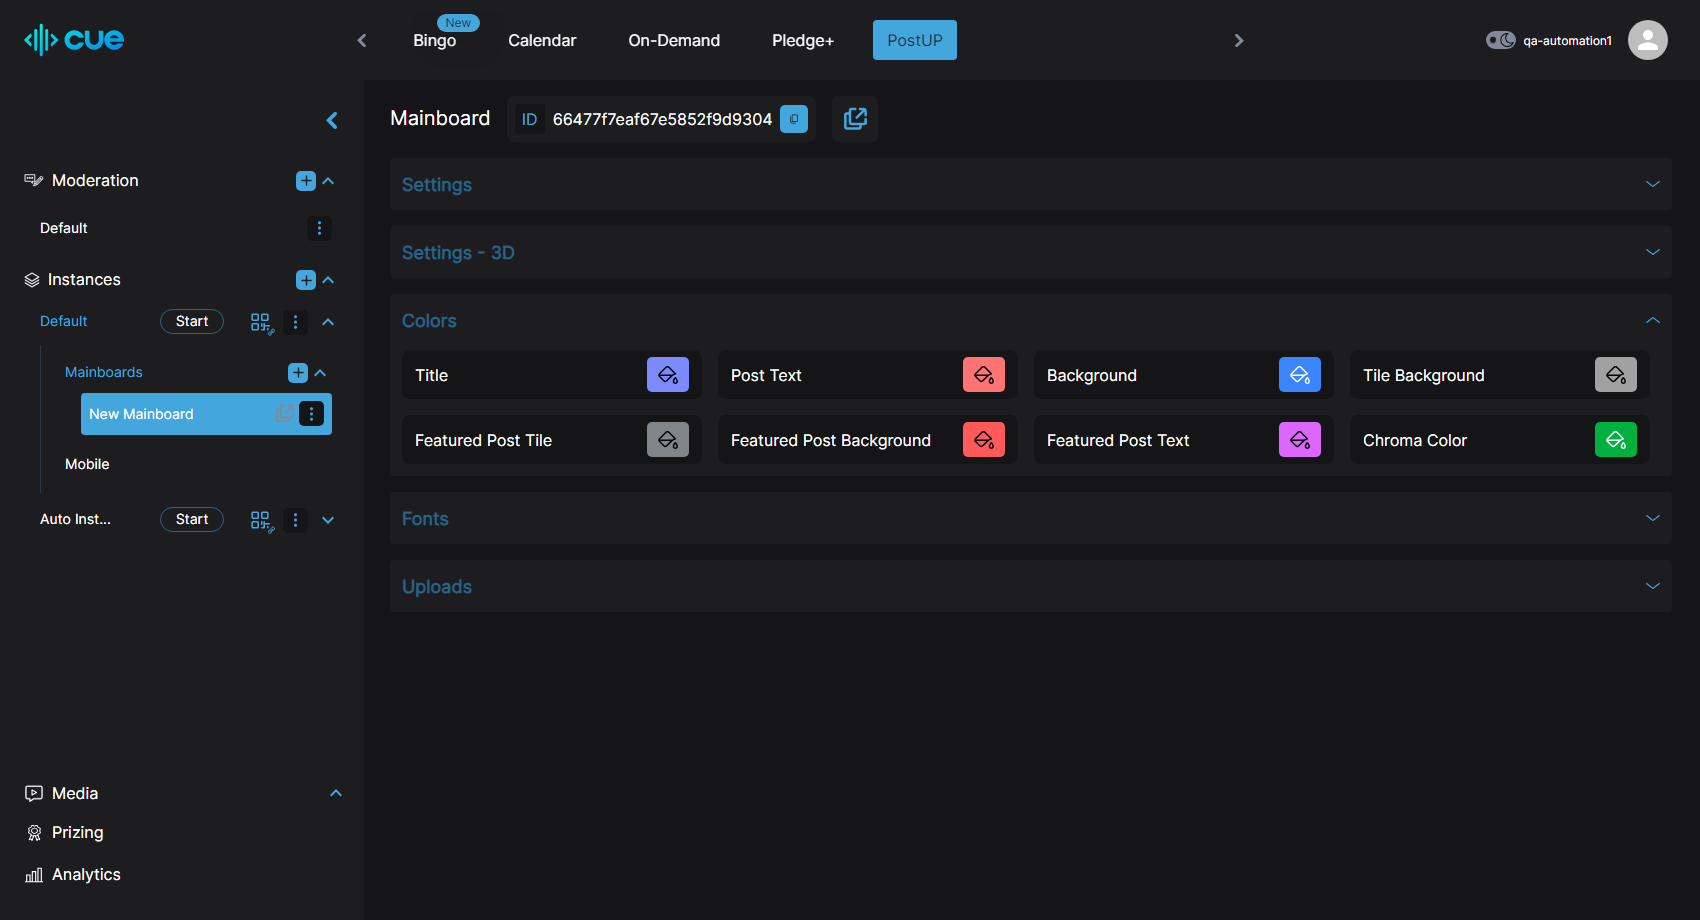 cue
New
Bingo
Calendar
On-Demand
Pledge+
PostUP
qa-automation1
Moderation
Default
Instances
Default
Start
Mainboards
New Mainboard
Mobile
Auto Inst...
Start
Media
Prizing
Analytics
Mainboard
ID 66477f7eaf67e5852f9d9304
Settings
Settings - 3D
Colors
Title
Post Text
Background
Tile Background
Featured Post Tile
Featured Post Background
Featured Post Text
Chroma Color
Fonts
Uploads